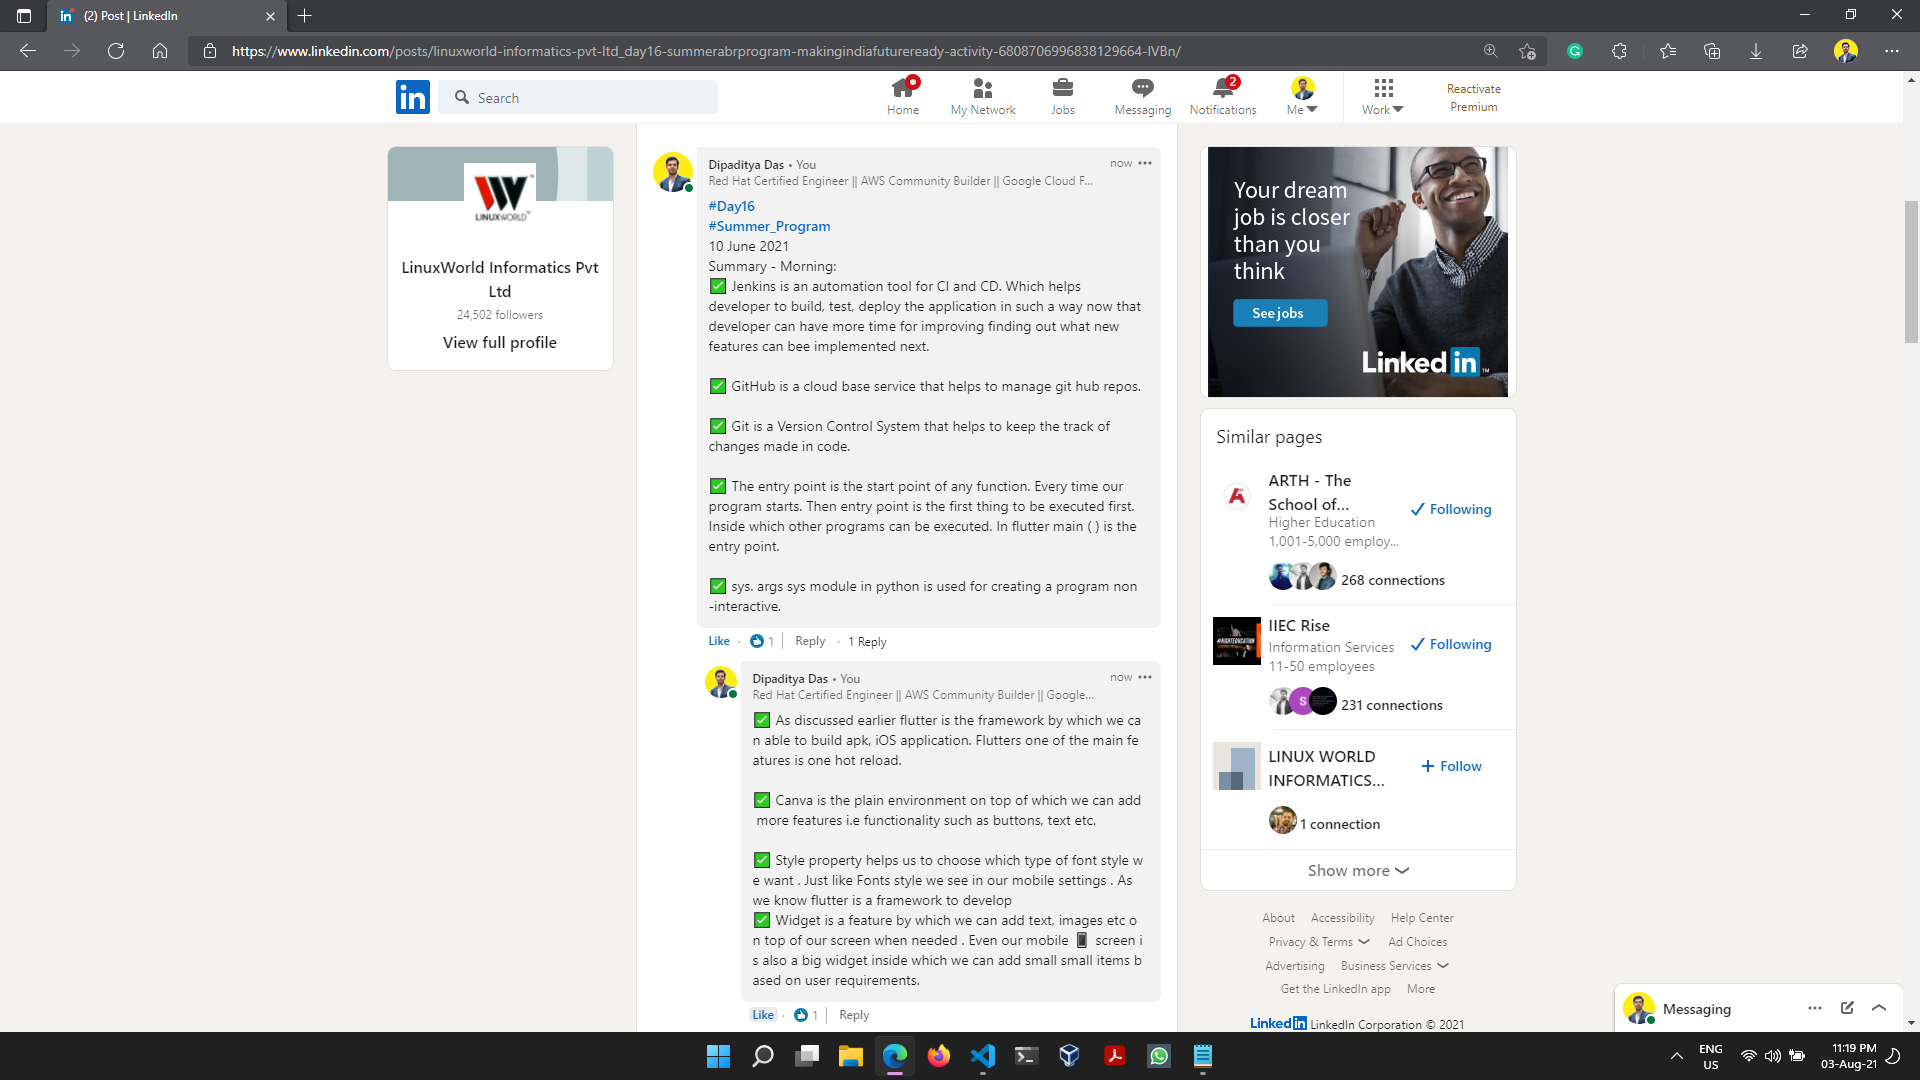 (2) Post | LinkedIn
https://www.linkedin.com/posts/linuxworld-informatics-pvt-ltd_day16-summerabrprogram-makingindiafutureready-activity-6808706996838129664-IVBn/
Search
Home
My Network
Jobs
Messaging
2
Notifications
Me
Work
Reactivate
Premium
LINUXWORLD
LinuxWorld Informatics Pvt
Ltd
24,502 followers
View full profile
Dipaditya Das • You
now
Red Hat Certified Engineer || AWS Community Builder || Google Cloud F...
#Day16
#Summer_Program
10 June 2021
Summary - Morning:
✅ Jenkins is an automation tool for CI and CD. Which helps
developer to build, test, deploy the application in such a way now that
developer can have more time for improving finding out what new
features can bee implemented next.
✅ GitHub is a cloud base service that helps to manage git hub repos.
✅ Git is a Version Control System that helps to keep the track of
changes made in code.
✅ The entry point is the start point of any function. Every time our
program starts. Then entry point is the first thing to be executed first.
Inside which other programs can be executed. In flutter main ( ) is the
entry point.
✅ sys. args sys module in python is used for creating a program non
-interactive.
Like · 1 | Reply · 1 Reply
Dipaditya Das • You
now
Red Hat Certified Engineer || AWS Community Builder || Google...
✅ As discussed earlier flutter is the framework by which we ca
n able to build apk, iOS application. Flutters one of the main fe
atures is one hot reload.
✅ Canva is the plain environment on top of which we can add
more features i.e functionality such as buttons, text etc.
✅ Style property helps us to choose which type of font style w
e want . Just like Fonts style we see in our mobile settings . As
we know flutter is a framework to develop
✅ Widget is a feature by which we can add text, images etc o
n top of our screen when needed . Even our mobile 📱 screen i
s also a big widget inside which we can add small small items b
ased on user requirements.
Like · 1 | Reply
Your dream
job is closer
than you
think
See jobs
Linked in ™
Similar pages
ARTH - The
School of...
Higher Education
1,001-5,000 employ...
Following
268 connections
IIEC Rise
Information Services
11-50 employees
Following
S
231 connections
LINUX WORLD
INFORMATICS...
Follow
1 connection
Show more
About Accessibility Help Center
Privacy & Terms Ad Choices
Advertising Business Services
Get the LinkedIn app More
Linked in LinkedIn Corporation © 2021
Messaging
ENG
US
11:19 PM
03-Aug-21